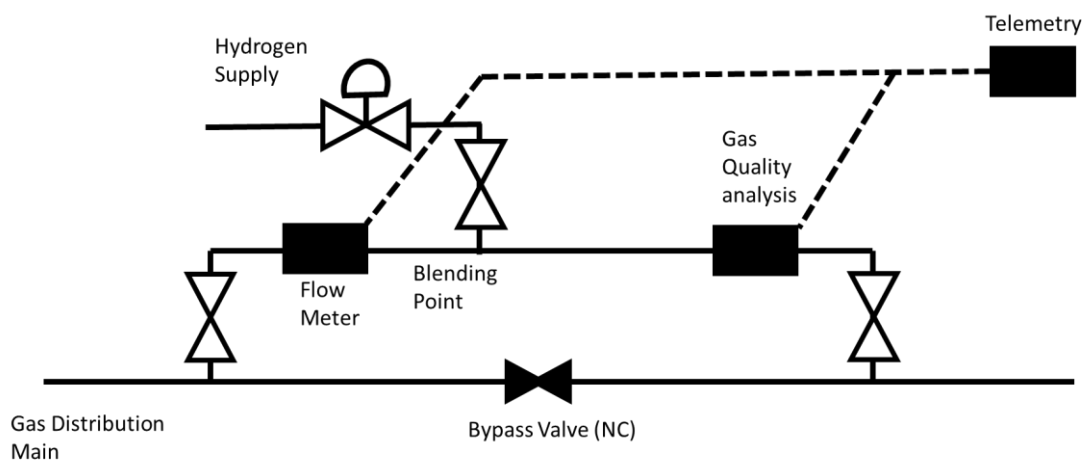 Telemetry
Hydrogen
Supply
Gas
Quality
analysis
Flow
Meter
Blending
Point
Gas Distribution
Main
Bypass Valve (NC)